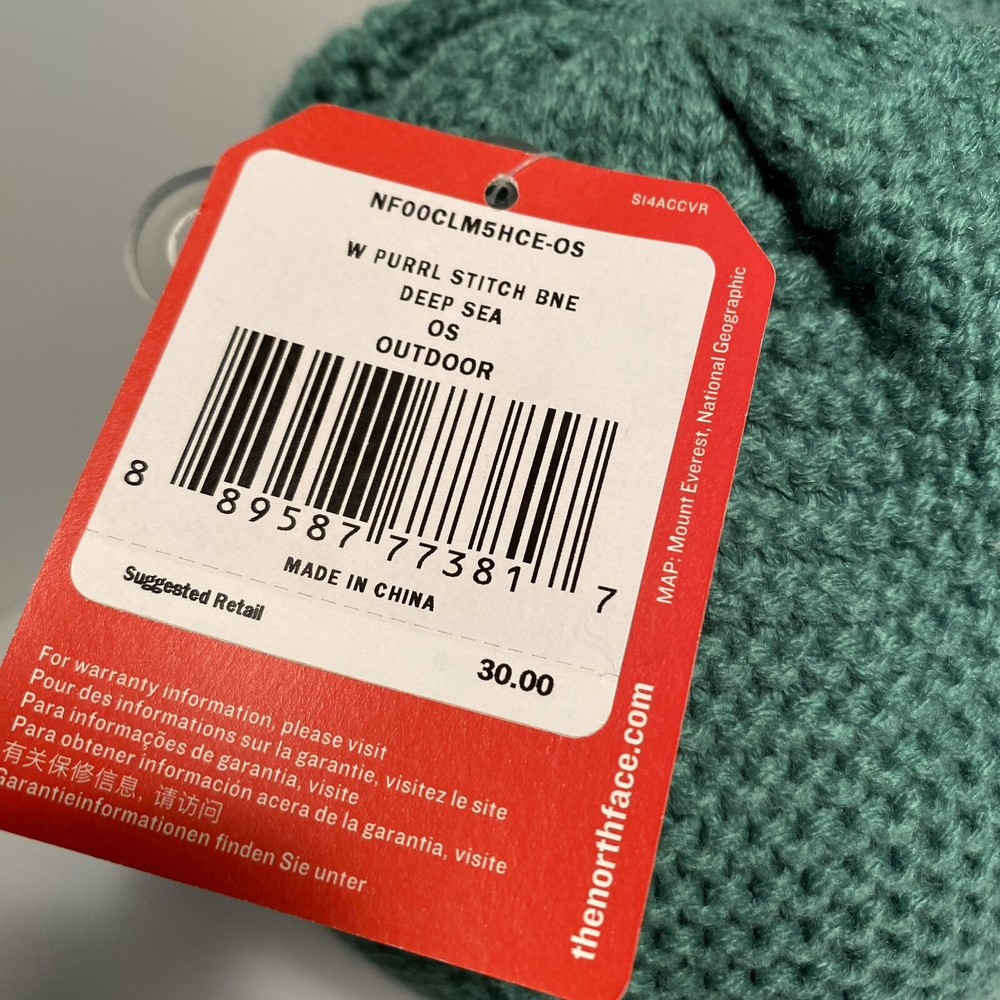 SI4ACCVR
NF00CLM5HCE-OS
W PURRL STITCH BNE
DEEP SEA
OS
OUTDOOR
8 89587 77381 7
MADE IN CHINA
Suggested Retail
30.00
For warranty information, please visit
Pour des informations sur la garantie, visitez le site
Para informações de garantia, visite
Para obtener información acerca de la garantia, visite
有关保修信息，请访问
Garantieinformationen finden Sie unter
MAP: Mount Everest, National Geographic
thenorthface.com